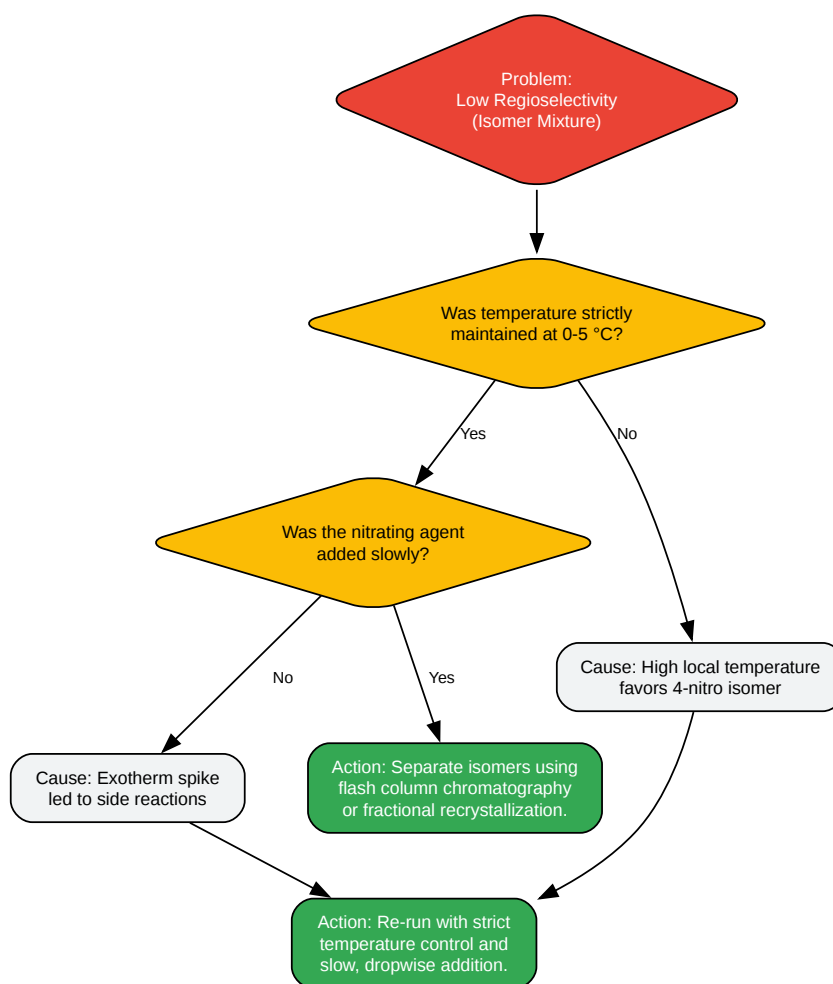 Problem:
Low Regioselectivity
(Isomer Mixture)
Was temperature strictly
maintained at 0-5 °C?
Yes
No
Was the nitrating agent
added slowly?
No
Yes
Cause: High local temperature
favors 4-nitro isomer
Cause: Exotherm spike
led to side reactions
Action: Separate isomers using
flash column chromatography
or fractional recrystallization.
Action: Re-run with strict
temperature control and
slow, dropwise addition.